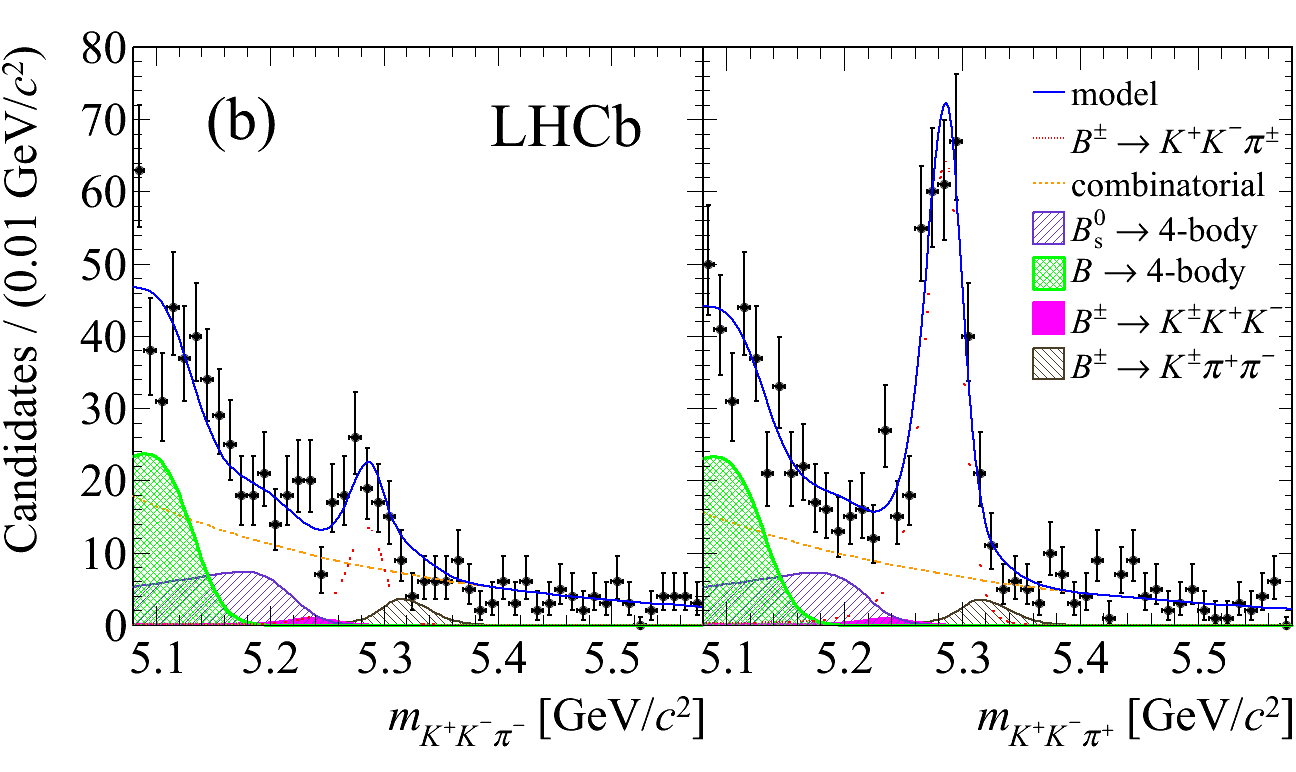 Candidates / (0.01 GeV/c²)
80
70
60
50
40
30
20
10
0
(b)
LHCb
model
B± → K⁺K⁻π±
combinatorial
B⁰ₛ → 4-body
B → 4-body
B± → K±K⁺K⁻
B± → K±π⁺π⁻
5.1 5.2 5.3 5.4 5.5
5.1 5.2 5.3 5.4 5.5
m K⁺K⁻π⁻ [GeV/c²]
m K⁺K⁻π⁺ [GeV/c²]